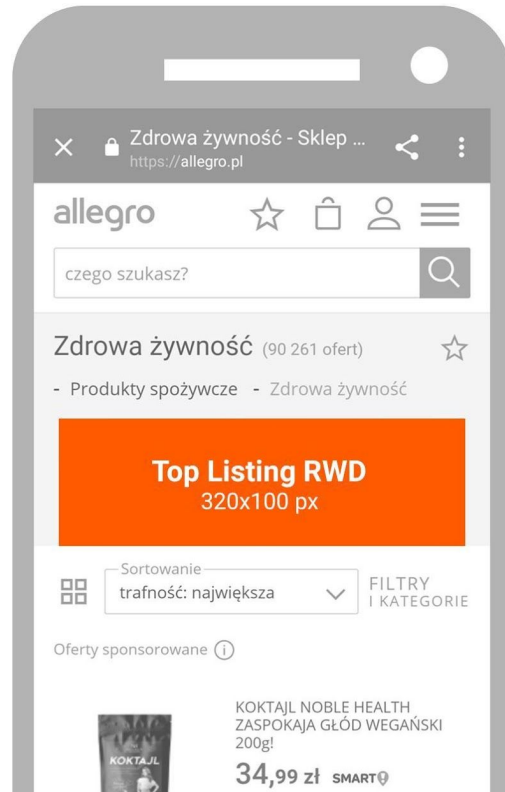 Zdrowa żywność - Sklep ...
https://allegro.pl
allegro
czego szukasz?
Zdrowa żywność (90 261 ofert)
- Produkty spożywcze - Zdrowa żywność
Top Listing RWD
320x100 px
Sortowanie
trafność: największa
FILTRY
I KATEGORIE
Oferty sponsorowane
KOKTAJL NOBLE HEALTH
ZASPOKAJA GŁÓD WEGAŃSKI
200g!
KOKTAJL
34,99 zł SMART